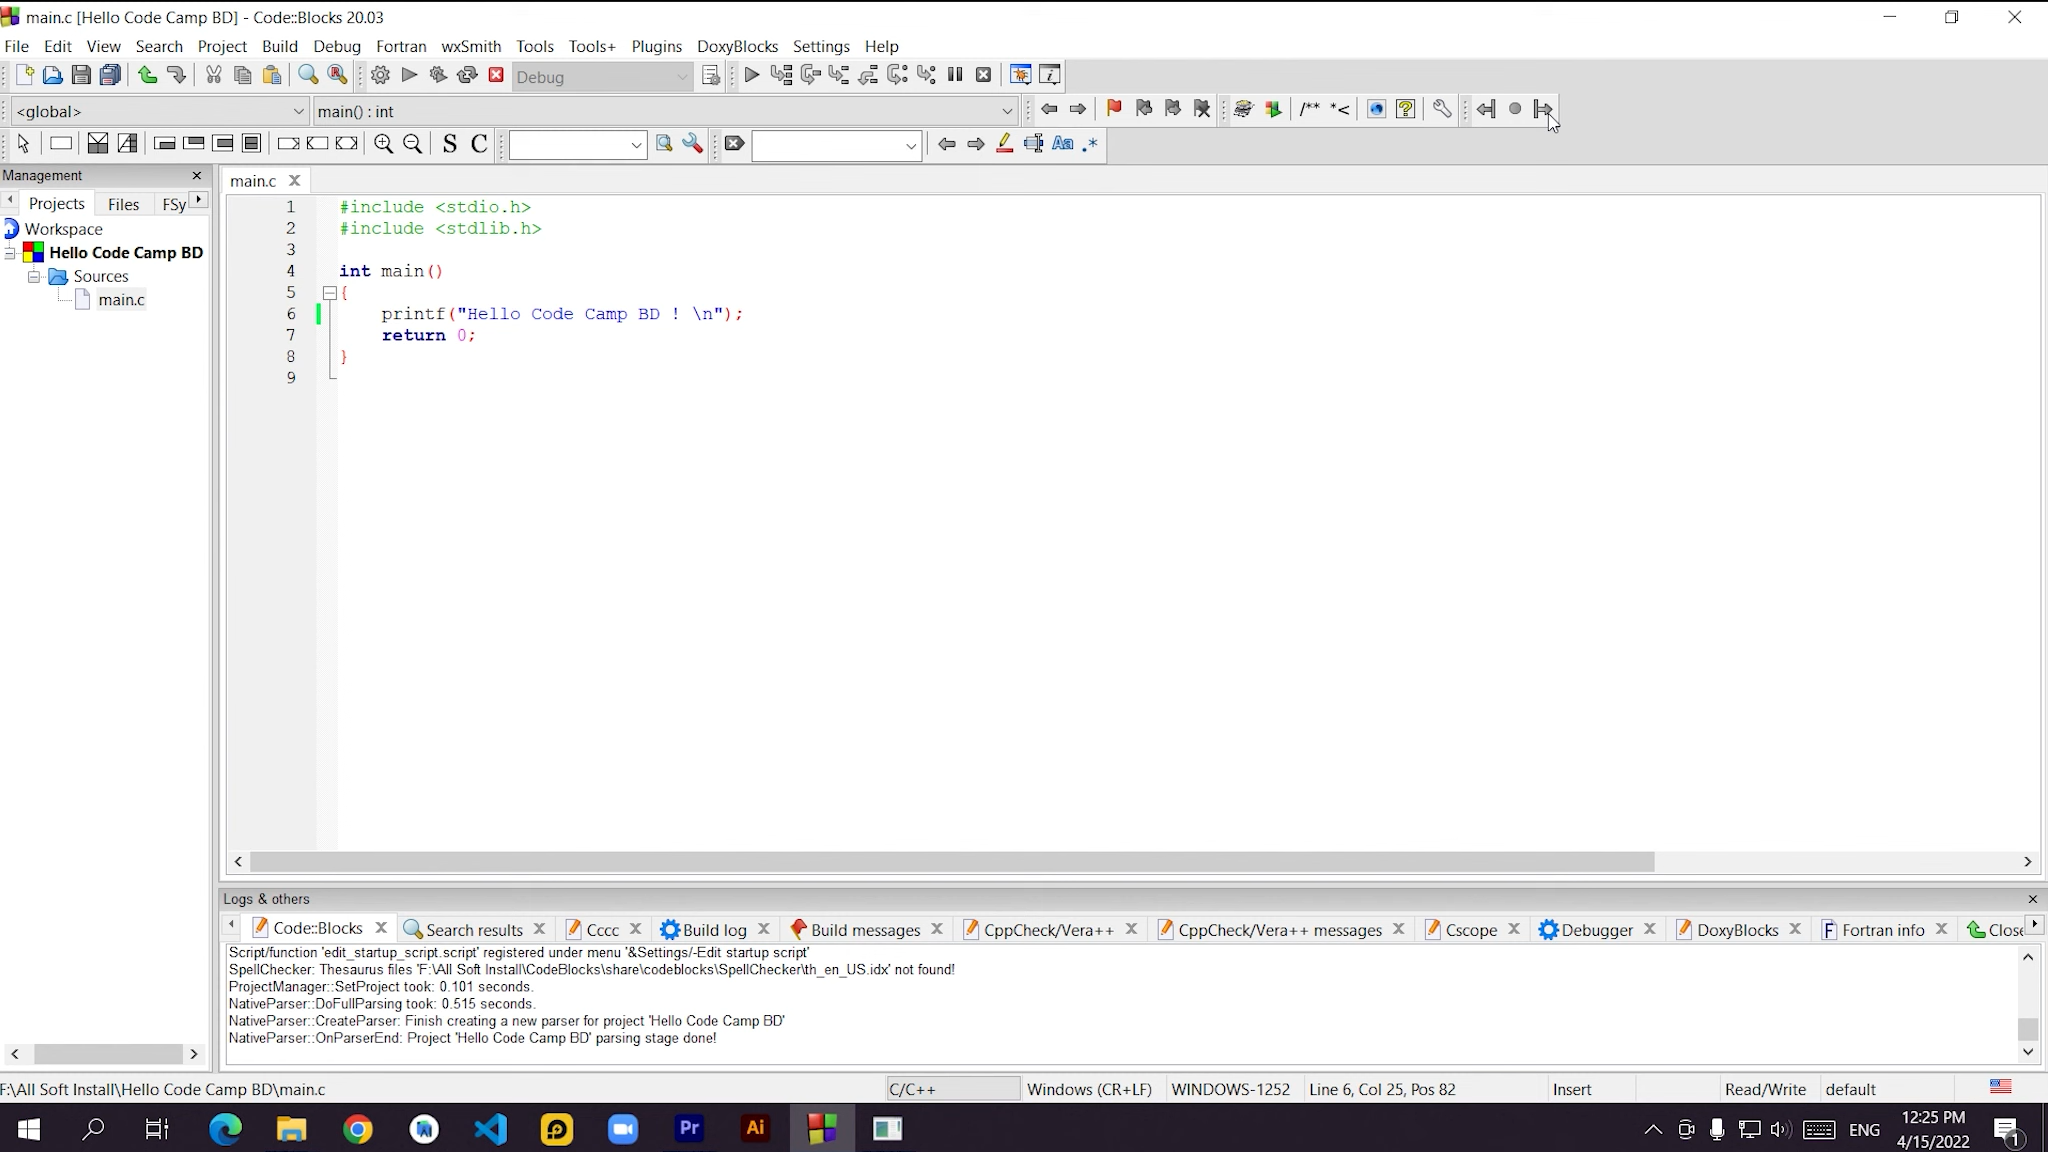 main.c [Hello Code Camp BD] - Code::Blocks 20.03
File Edit View Search Project Build Debug Fortran wxSmith Tools Tools+ Plugins DoxyBlocks Settings Help
Debug
<global> main() : int /** *<
S C Aa .*
Management
Projects Files FSy
Workspace
Hello Code Camp BD
Sources
main.c
main.c
1 #include <stdio.h>
2 #include <stdlib.h>
3
4 int main()
5 {
6 printf("Hello Code Camp BD ! \n");
7 return 0;
8 }
9
Logs & others
Code::Blocks Search results Cccc Build log Build messages CppCheck/Vera++ CppCheck/Vera++ messages Cscope Debugger DoxyBlocks Fortran info Close
Script/function 'edit_startup_script.script' registered under menu '&Settings/-Edit startup script'
SpellChecker: Thesaurus files 'F:\All Soft Install\CodeBlocks\share\codeblocks\SpellChecker\th_en_US.idx' not found!
ProjectManager::SetProject took: 0.101 seconds.
NativeParser::DoFullParsing took: 0.515 seconds.
NativeParser::CreateParser: Finish creating a new parser for project 'Hello Code Camp BD'
NativeParser::OnParserEnd: Project 'Hello Code Camp BD' parsing stage done!
F:\All Soft Install\Hello Code Camp BD\main.c C/C++ Windows (CR+LF) WINDOWS-1252 Line 6, Col 25, Pos 82 Insert Read/Write default
Pr Ai ENG 12:25 PM
4/15/2022 1